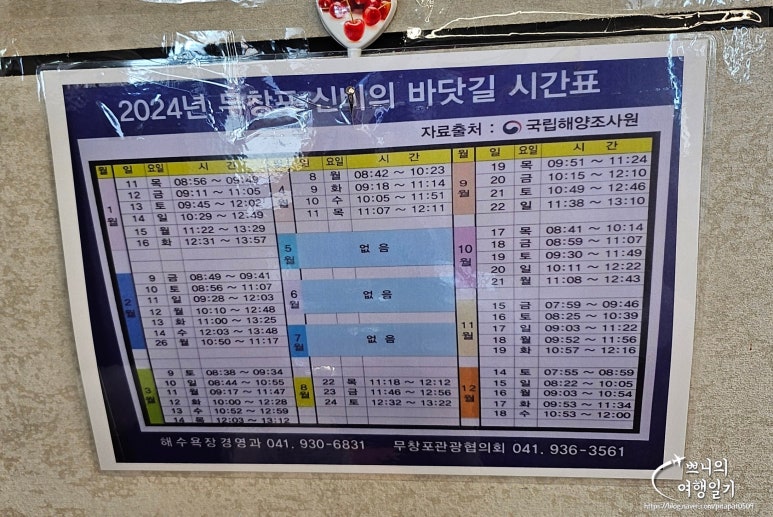 2024년 무창포 신비의 바닷길 시간표
자료출처 : 국립해양조사원
월 일 요일 시 간
1월
11 목 08:56 ~ 09:49
12 금 09:11 ~ 11:05
13 토 09:45 ~ 12:02
14 일 10:29 ~ 12:49
15 월 11:22 ~ 13:29
16 화 12:31 ~ 13:57
2월
9 금 08:49 ~ 09:41
10 토 08:56 ~ 11:07
11 일 09:28 ~ 12:03
12 월 10:10 ~ 12:48
13 화 11:00 ~ 13:25
14 수 12:03 ~ 13:48
26 월 10:50 ~ 11:17
3월
9 토 08:38 ~ 09:34
10 일 08:44 ~ 10:55
11 월 09:17 ~ 11:47
12 화 10:00 ~ 12:28
13 수 10:52 ~ 12:59
14 목 12:03 ~ 13:12
일 요일 시 간
4월
8 월 08:42 ~ 10:23
9 화 09:18 ~ 11:14
10 수 10:05 ~ 11:51
11 목 11:07 ~ 12:11
5월 없음
6월 없음
7월 없음
8월
22 목 11:18 ~ 12:12
23 금 11:46 ~ 12:56
24 토 12:32 ~ 13:22
월 일 요일 시 간
9월
19 목 09:51 ~ 11:24
20 금 10:15 ~ 12:10
21 토 10:49 ~ 12:46
22 일 11:38 ~ 13:10
10월
17 목 08:41 ~ 10:14
18 금 08:59 ~ 11:07
19 토 09:30 ~ 11:49
20 일 10:11 ~ 12:22
21 월 11:08 ~ 12:43
11월
15 금 07:59 ~ 09:46
16 토 08:25 ~ 10:39
17 일 09:03 ~ 11:22
18 월 09:52 ~ 11:56
19 화 10:57 ~ 12:16
12월
14 토 07:55 ~ 08:59
15 일 08:22 ~ 10:05
16 월 09:03 ~ 10:54
17 화 09:53 ~ 11:34
18 수 10:53 ~ 12:00
해수욕장경영과 041. 930-6831 무창포관광협의회 041. 936-3561
쁘니의
여행일기
https://blog.naver.com/pispat0509